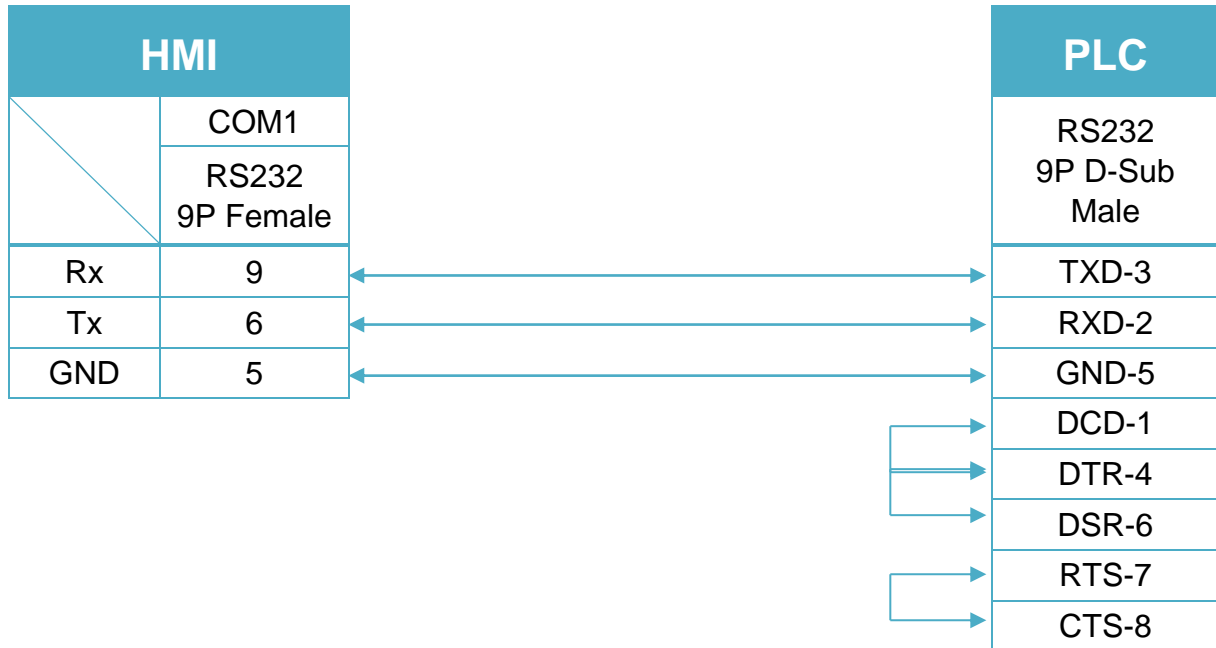 HMI
PLC
COM1
RS232
9P Female
RS232
9P D-Sub
Male
Rx 9 TXD-3
Tx 6 RXD-2
GND 5 GND-5
DCD-1
DTR-4
DSR-6
RTS-7
CTS-8